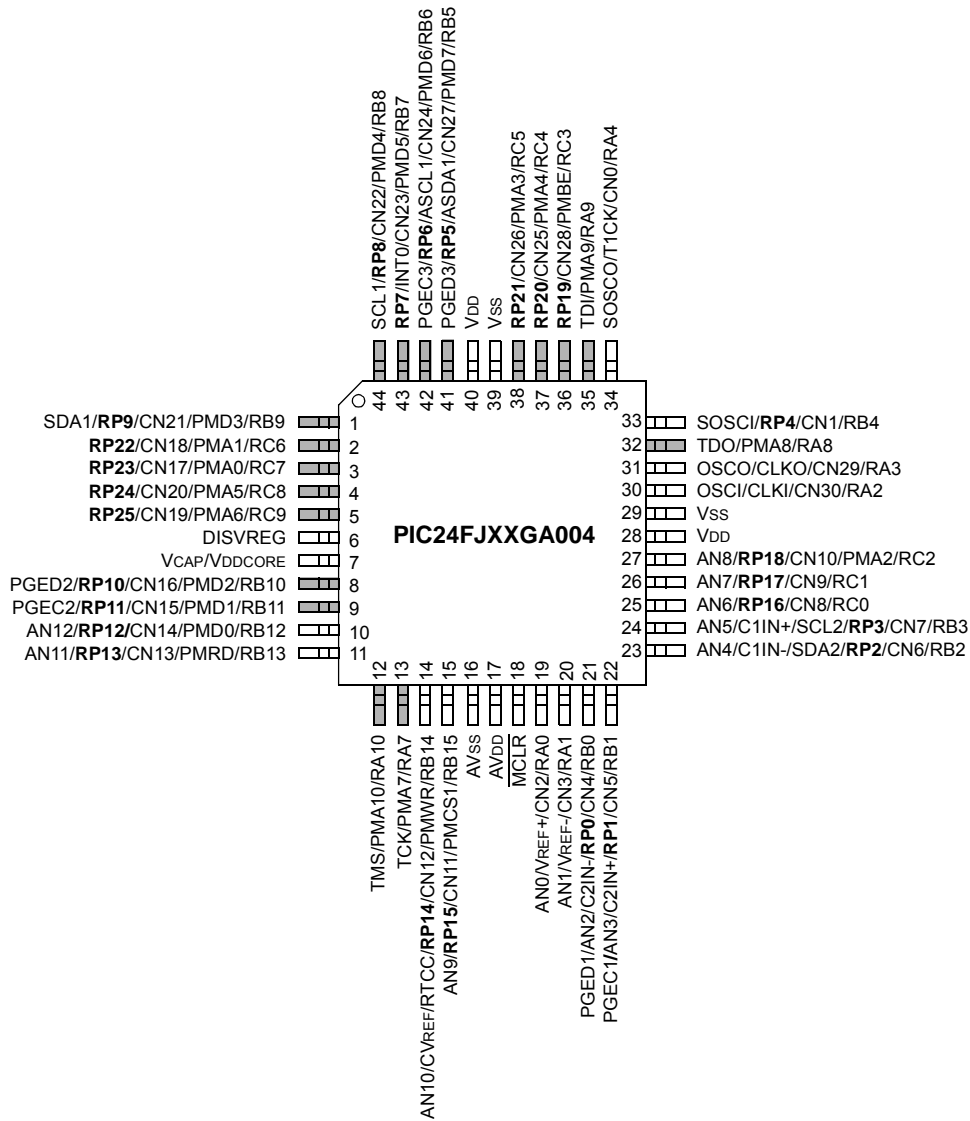 SCL1/RP8/CN22/PMD4/RB8
RP7/INT0/CN23/PMD5/RB7
PGEC3/RP6/ASCL1/CN24/PMD6/RB6
PGED3/RP5/ASDA1/CN27/PMD7/RB5
VDD
VSS
RP21/CN26/PMA3/RC5
RP20/CN25/PMA4/RC4
RP19/CN28/PMBE/RC3
TDI/PMA9/RA9
SOSCO/T1CK/CN0/RA4
44
43
42
41
40
39
38
37
36
35
34
SDA1/RP9/CN21/PMD3/RB9 1
RP22/CN18/PMA1/RC6 2
RP23/CN17/PMA0/RC7 3
RP24/CN20/PMA5/RC8 4
RP25/CN19/PMA6/RC9 5
DISVREG 6
VCAP/VDDCORE 7
PGED2/RP10/CN16/PMD2/RB10 8
PGEC2/RP11/CN15/PMD1/RB11 9
AN12/RP12/CN14/PMD0/RB12 10
AN11/RP13/CN13/PMRD/RB13 11
PIC24FJXXGA004
33 SOSCI/RP4/CN1/RB4
32 TDO/PMA8/RA8
31 OSCO/CLKO/CN29/RA3
30 OSCI/CLKI/CN30/RA2
29 VSS
28 VDD
27 AN8/RP18/CN10/PMA2/RC2
26 AN7/RP17/CN9/RC1
25 AN6/RP16/CN8/RC0
24 AN5/C1IN+/SCL2/RP3/CN7/RB3
23 AN4/C1IN-/SDA2/RP2/CN6/RB2
12
13
14
15
16
17
18
19
20
21
22
TMS/PMA10/RA10
TCK/PMA7/RA7
AN10/CVREF/RTCC/RP14/CN12/PMWR/RB14
AN9/RP15/CN11/PMCS1/RB15
AVSS
AVDD
MCLR
AN0/VREF+/CN2/RA0
AN1/VREF-/CN3/RA1
PGED1/AN2/C2IN-/RP0/CN4/RB0
PGEC1/AN3/C2IN+/RP1/CN5/RB1